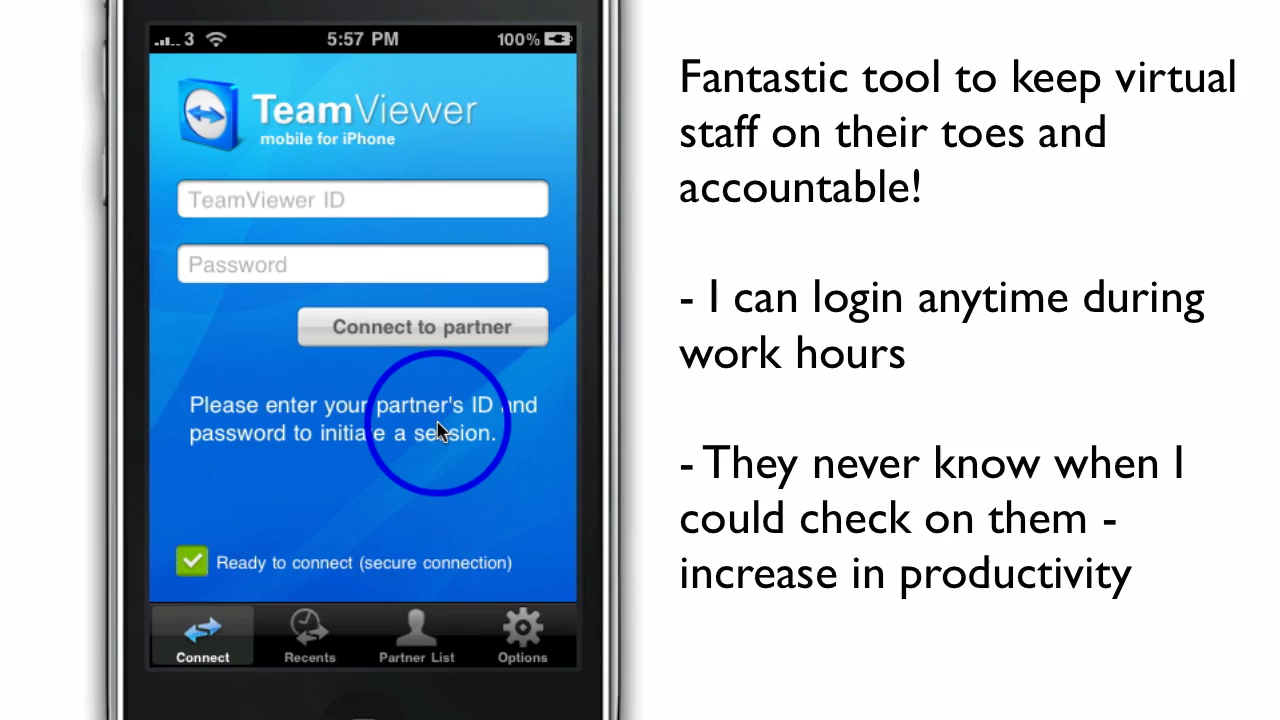 3 5:57 PM 100%
TeamViewer
mobile for iPhone
TeamViewer ID
Password
Connect to partner
Please enter your partner's ID and
password to initiate a session.
Ready to connect (secure connection)
Connect Recents Partner List Options
Fantastic tool to keep virtual
staff on their toes and
accountable!
- I can login anytime during
work hours
- They never know when I
could check on them -
increase in productivity